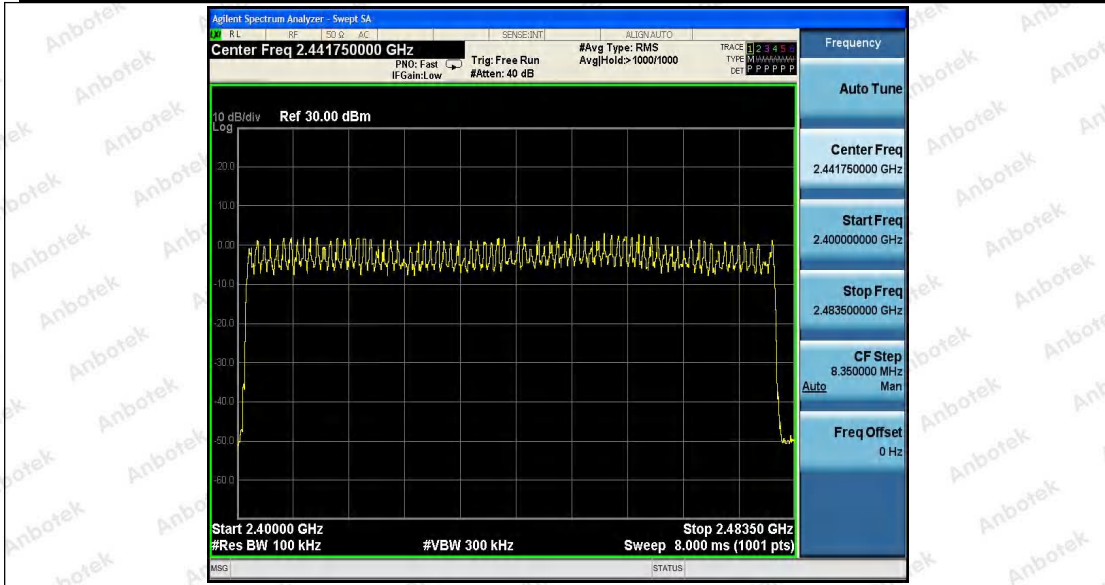 Agilent Spectrum Analyzer - Swept SA
RL RF 50 Ω AC SENSE:INT ALIGNAUTO
Center Freq 2.441750000 GHz
PNO: Fast
IFGain:Low
Trig: Free Run
#Atten: 40 dB
#Avg Type: RMS
Avg|Hold:>1000/1000
TRACE 1 2 3 4 5 6
TYPE M
DET P P P P P P
10 dB/div Ref 30.00 dBm
Log
20.0
10.0
0.00
-10.0
-20.0
-30.0
-40.0
-50.0
-60.0
Start 2.40000 GHz Stop 2.48350 GHz
#Res BW 100 kHz #VBW 300 kHz Sweep 8.000 ms (1001 pts)
MSG STATUS
Frequency
Auto Tune
Center Freq
2.441750000 GHz
Start Freq
2.400000000 GHz
Stop Freq
2.483500000 GHz
CF Step
8.350000 MHz
Auto Man
Freq Offset
0 Hz
Anbotek